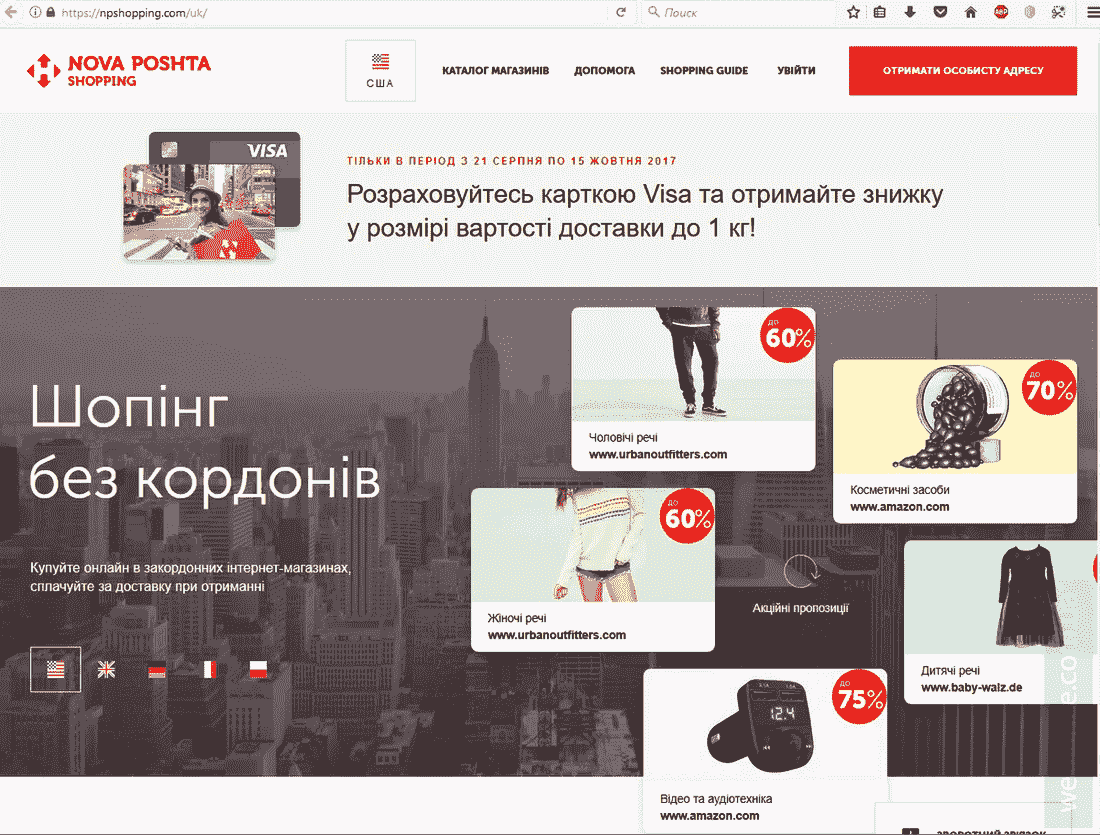 https://npshopping.com/uk/
Поиск
ABP
NOVA POSHTA
SHOPPING
США
КАТАЛОГ МАГАЗИНІВ
ДОПОМОГА
SHOPPING GUIDE
УВІЙТИ
ОТРИМАТИ ОСОБИСТУ АДРЕСУ
VISA
ТІЛЬКИ В ПЕРІОД З 21 СЕРПНЯ ПО 15 ЖОВТНЯ 2017
Розраховуйтесь карткою Visa та отримайте знижку
у розмірі вартості доставки до 1 кг!
Шопінг
без кордонів
Купуйте онлайн в закордонних інтернет-магазинах,
сплачуйте за доставку при отриманні
ДО
60%
Чоловічі речі
www.urbanoutfitters.com
ДО
70%
Косметичні засоби
www.amazon.com
ДО
60%
Жіночі речі
www.urbanoutfitters.com
Акційні пропозиції
Дитячі речі
www.baby-walz.de
ДО
75%
12.4
Відео та аудіотехніка
www.amazon.com
ЗВОРОТНИЙ ЗВ'ЯЗОК